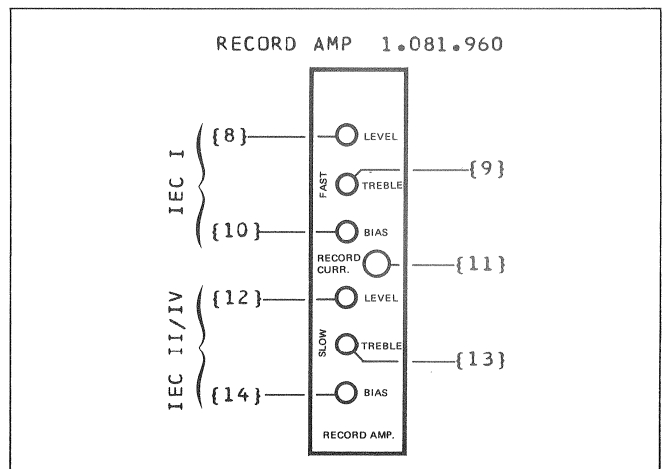 RECORD AMP 1.081.960
{8} LEVEL
IEC I
FAST
TREBLE {9}
{10} BIAS
RECORD
CURR. {11}
{12} LEVEL
IEC II/IV
SLOW
TREBLE {13}
{14} BIAS
RECORD AMP.